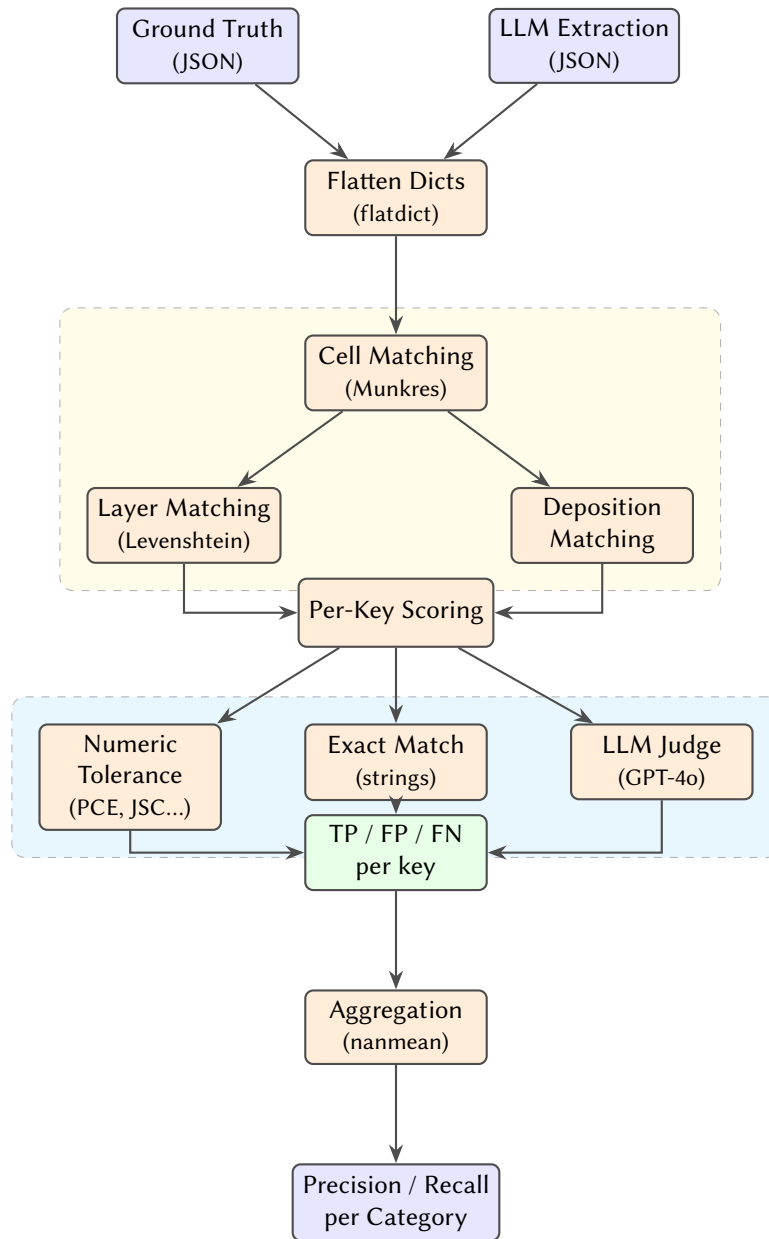 Ground Truth
(JSON)
LLM Extraction
(JSON)
Flatten Dicts
(flatdict)
Cell Matching
(Munkres)
Layer Matching
(Levenshtein)
Deposition
Matching
Per-Key Scoring
Numeric
Tolerance
(PCE, JSC...)
Exact Match
(strings)
LLM Judge
(GPT-4o)
TP / FP / FN
per key
Aggregation
(nanmean)
Precision / Recall
per Category